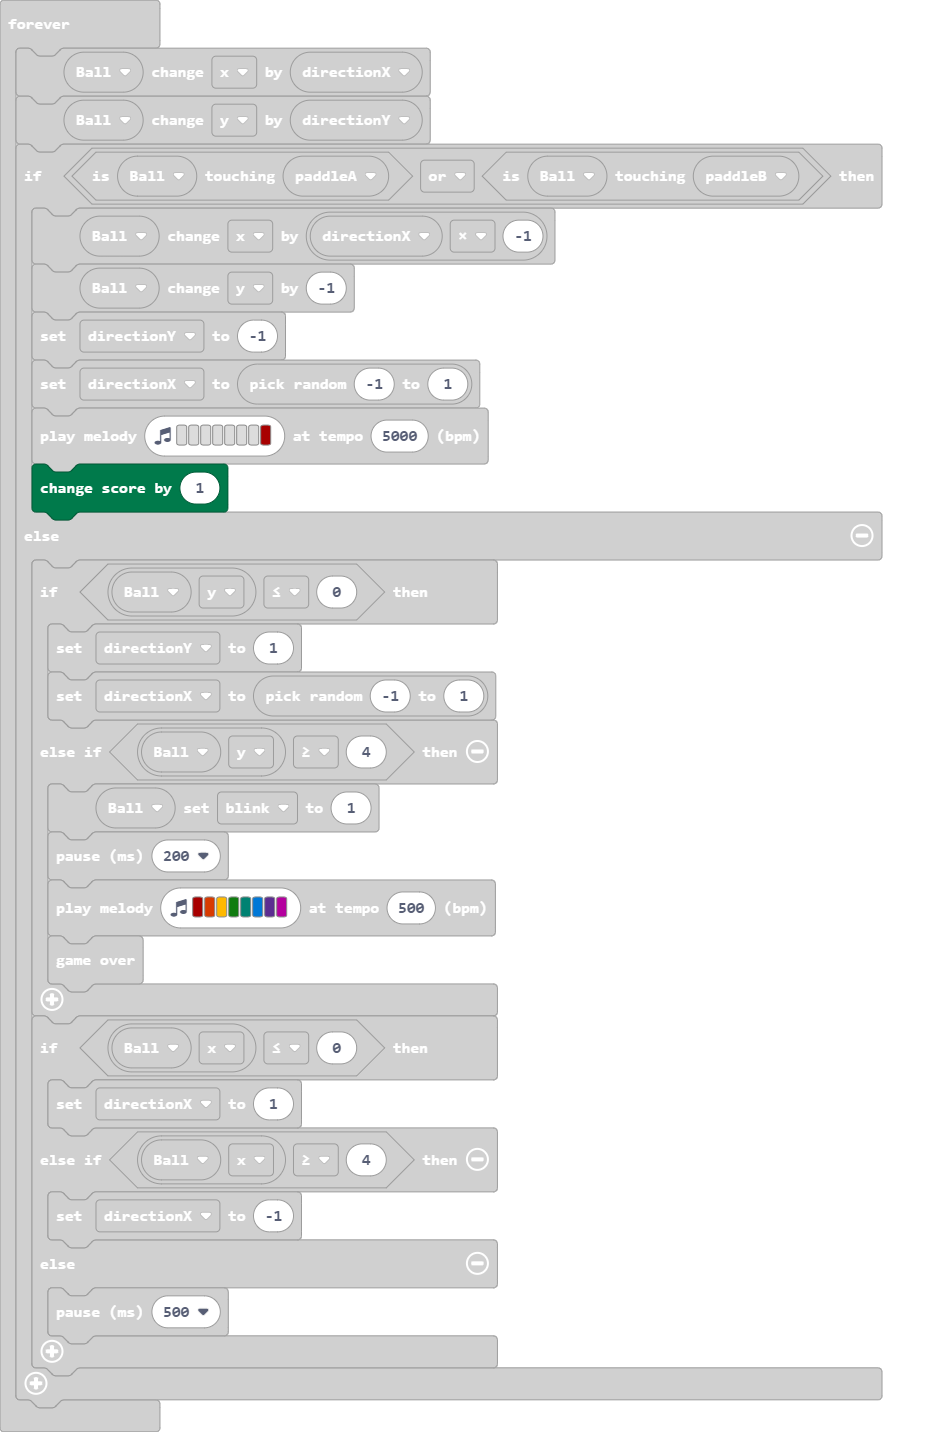 forever
Ball change x by directionX
Ball change y by directionY
if is Ball touching paddleA or is Ball touching paddleB then
Ball change x by directionX × -1
Ball change y by -1
set directionY to -1
set directionX to pick random -1 to 1
play melody at tempo 5000 (bpm)
change score by 1
else
if Ball y ≤ 0 then
set directionY to 1
set directionX to pick random -1 to 1
else if Ball y ≥ 4 then
Ball set blink to 1
pause (ms) 200
play melody at tempo 500 (bpm)
game over
if Ball x ≤ 0 then
set directionX to 1
else if Ball x ≥ 4 then
set directionX to -1
else
pause (ms) 500